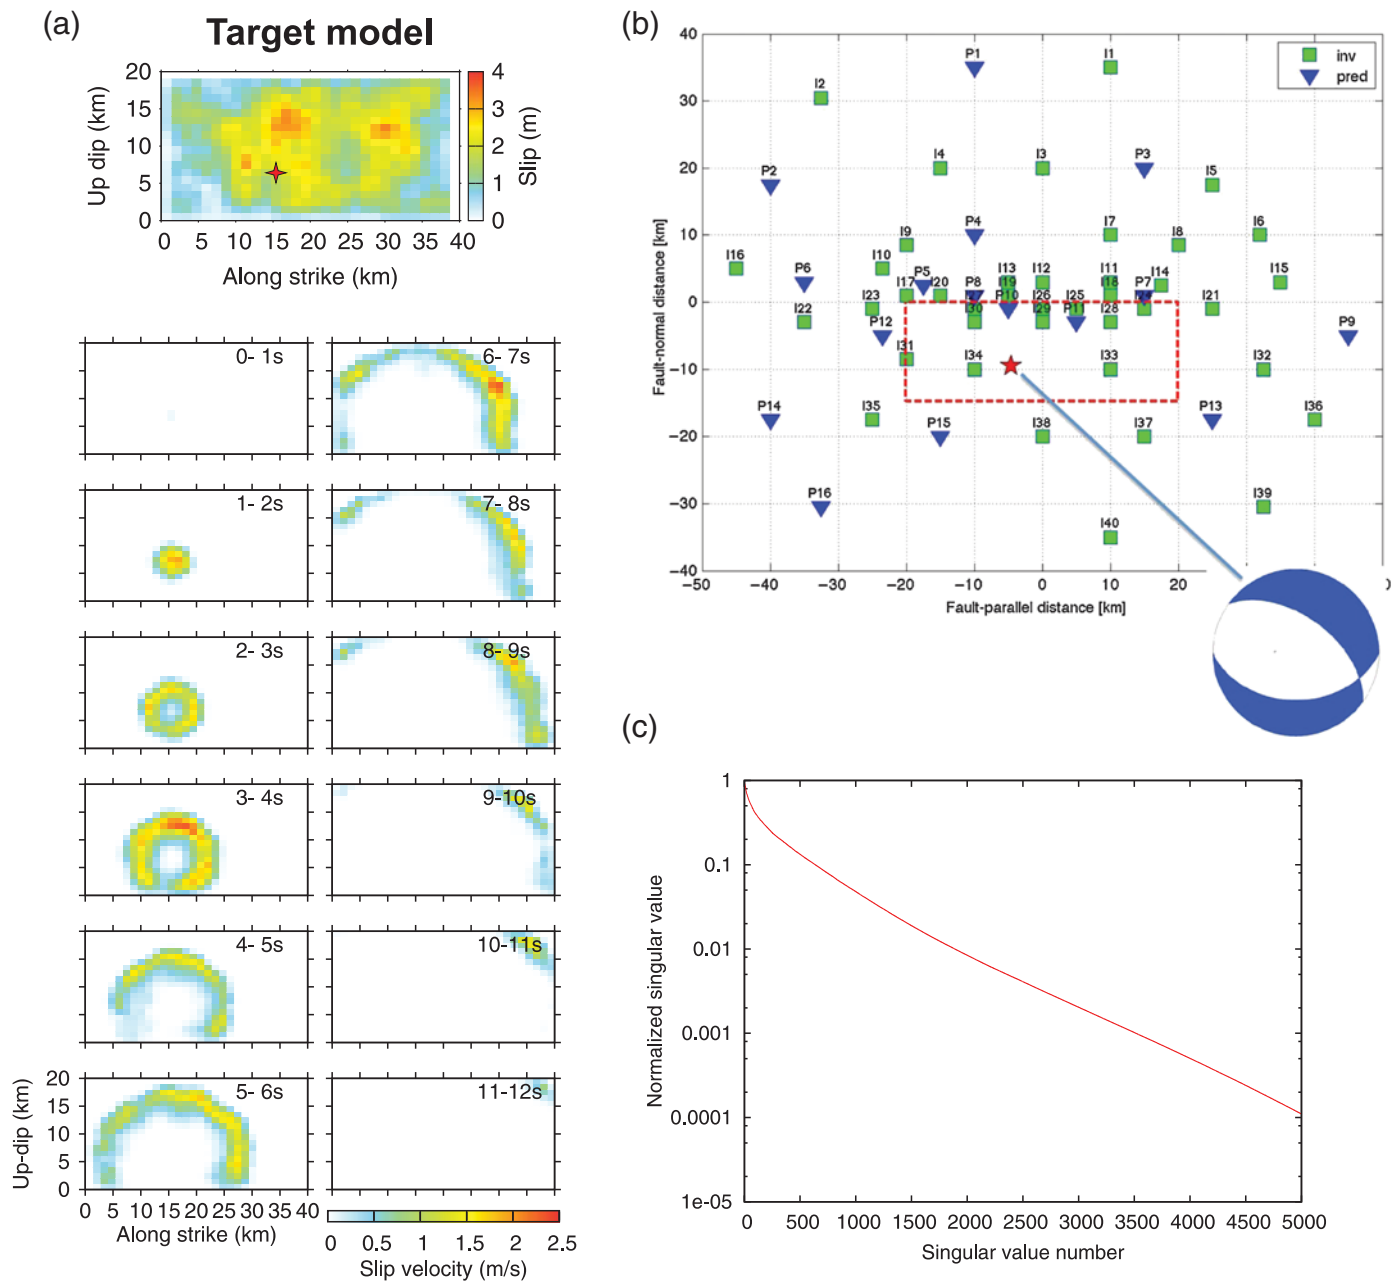 (a)
Target model
20
15
10
5
0
Up dip (km)
0 5 10 15 20 25 30 35 40
Along strike (km)
4
3
2
1
0
Slip (m)
0- 1s
6- 7s
1- 2s
7- 8s
2- 3s
8- 9s
3- 4s
9-10s
4- 5s
10-11s
5- 6s
11-12s
20
15
10
5
0
Up-dip (km)
0 5 10 15 20 25 30 35 40
Along strike (km)
0 0.5 1 1.5 2 2.5
Slip velocity (m/s)
(b)
40
30
20
10
0
−10
−20
−30
−40
Fault-normal distance [km]
−50 −40 −30 −20 −10 0 10 20
Fault-parallel distance [km]
inv
pred
P1
I1
I2
I4
I3
P3
I5
P2
P4
I7
I6
I9
I8
I16
I10
I13
I12
I11
I14
I15
P6
P5
I17
I20
P8
I19
I18
P7
I23
P10
I26
I25
I21
I22
P12
I30
I29
P11
I28
P9
I31
I34
I33
I32
P14
I35
P15
I38
I37
P13
I36
P16
I39
I40
(c)
1
0.1
0.01
0.001
0.0001
1e-05
Normalized singular value
0 500 1000 1500 2000 2500 3000 3500 4000 4500 5000
Singular value number